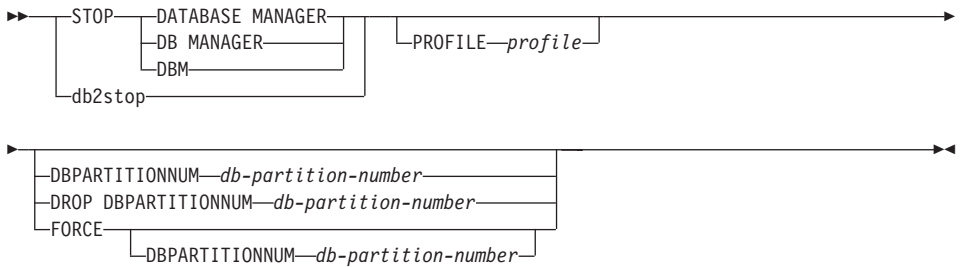 STOP DATABASE MANAGER
DB MANAGER PROFILE profile
DBM
db2stop
DBPARTITIONNUM db-partition-number
DROP DBPARTITIONNUM db-partition-number
FORCE
DBPARTITIONNUM db-partition-number